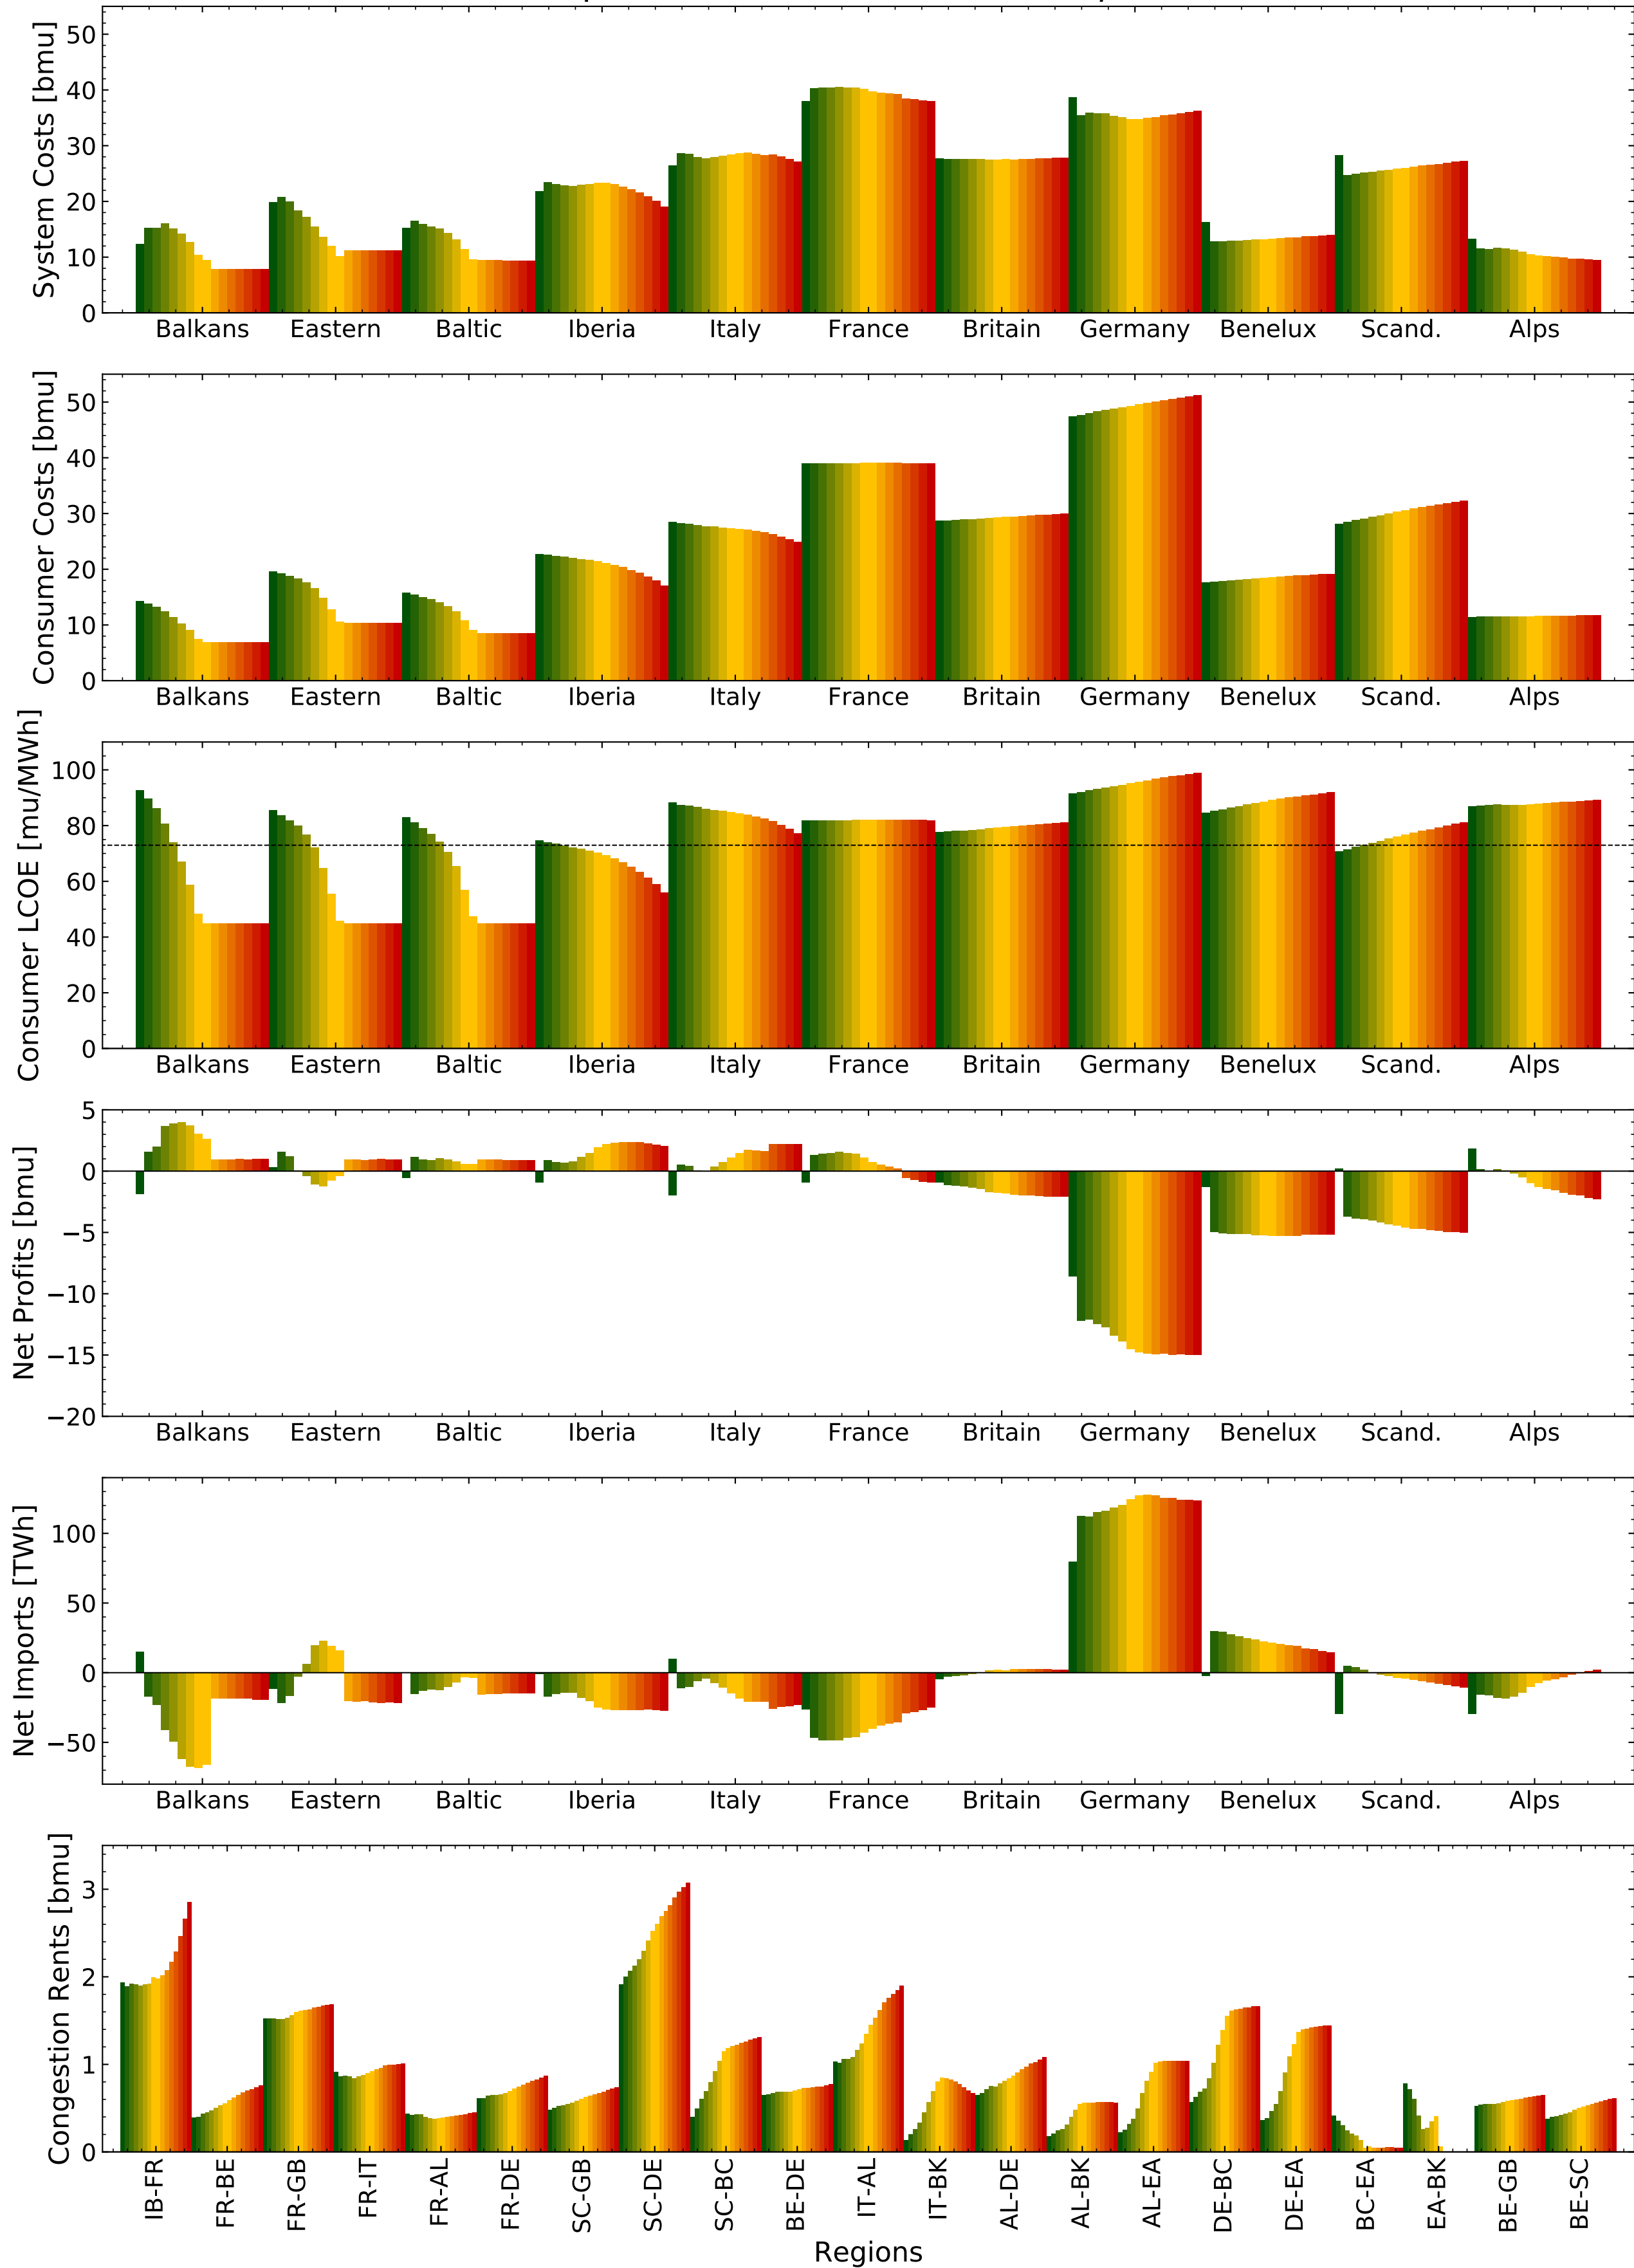 System Costs [bmu]
50
40
30
20
10
0
Balkans Eastern Baltic Iberia Italy France Britain Germany Benelux Scand. Alps
Consumer Costs [bmu]
50
40
30
20
10
0
Balkans Eastern Baltic Iberia Italy France Britain Germany Benelux Scand. Alps
Consumer LCOE [mu/MWh]
100
80
60
40
20
0
Balkans Eastern Baltic Iberia Italy France Britain Germany Benelux Scand. Alps
Net Profits [bmu]
5
0
−5
−10
−15
−20
Balkans Eastern Baltic Iberia Italy France Britain Germany Benelux Scand. Alps
Net Imports [TWh]
100
50
0
−50
Balkans Eastern Baltic Iberia Italy France Britain Germany Benelux Scand. Alps
Congestion Rents [bmu]
3
2
1
0
IB-FR
FR-BE
FR-GB
FR-IT
FR-AL
FR-DE
SC-GB
SC-DE
SC-BC
BE-DE
IT-AL
IT-BK
AL-DE
AL-BK
AL-EA
DE-BC
DE-EA
BC-EA
EA-BK
BE-GB
BE-SC
Regions